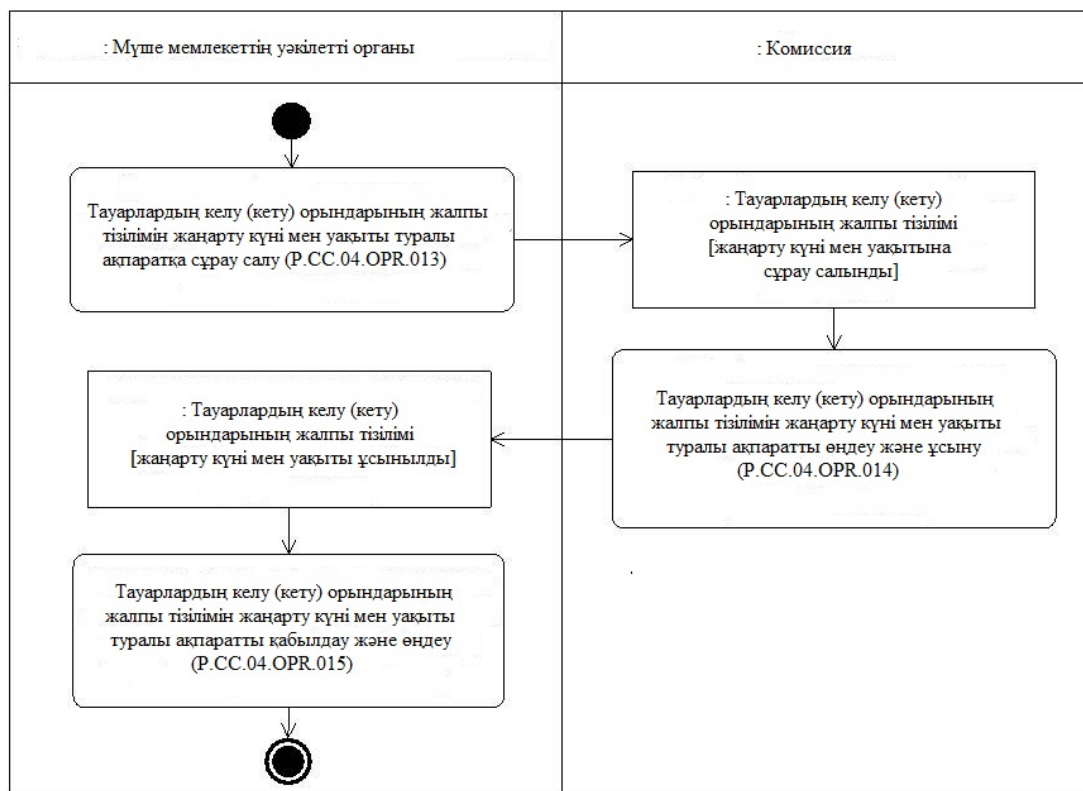 : Мүше мемлекеттің уәкілетті органы
: Комиссия
Тауарлардың келу (кету) орындарының жалпы
тізілімін жаңарту күні мен уақыты туралы
ақпаратқа сұрау салу (P.CC.04.OPR.013)
: Тауарлардың келу (кету)
орындарының жалпы тізілімі
[жаңарту күні мен уақытына
сұрау салынды]
Тауарлардың келу (кету) орындарының
жалпы тізілімін жаңарту күні мен уақыты
туралы ақпаратты өңдеу және ұсыну
(P.CC.04.OPR.014)
: Тауарлардың келу (кету)
орындарының жалпы тізілімі
[жаңарту күні мен уақыты ұсынылды]
Тауарлардың келу (кету) орындарының
жалпы тізілімін жаңарту күні мен уақыты
туралы ақпаратты қабылдау және өңдеу
(P.CC.04.OPR.015)